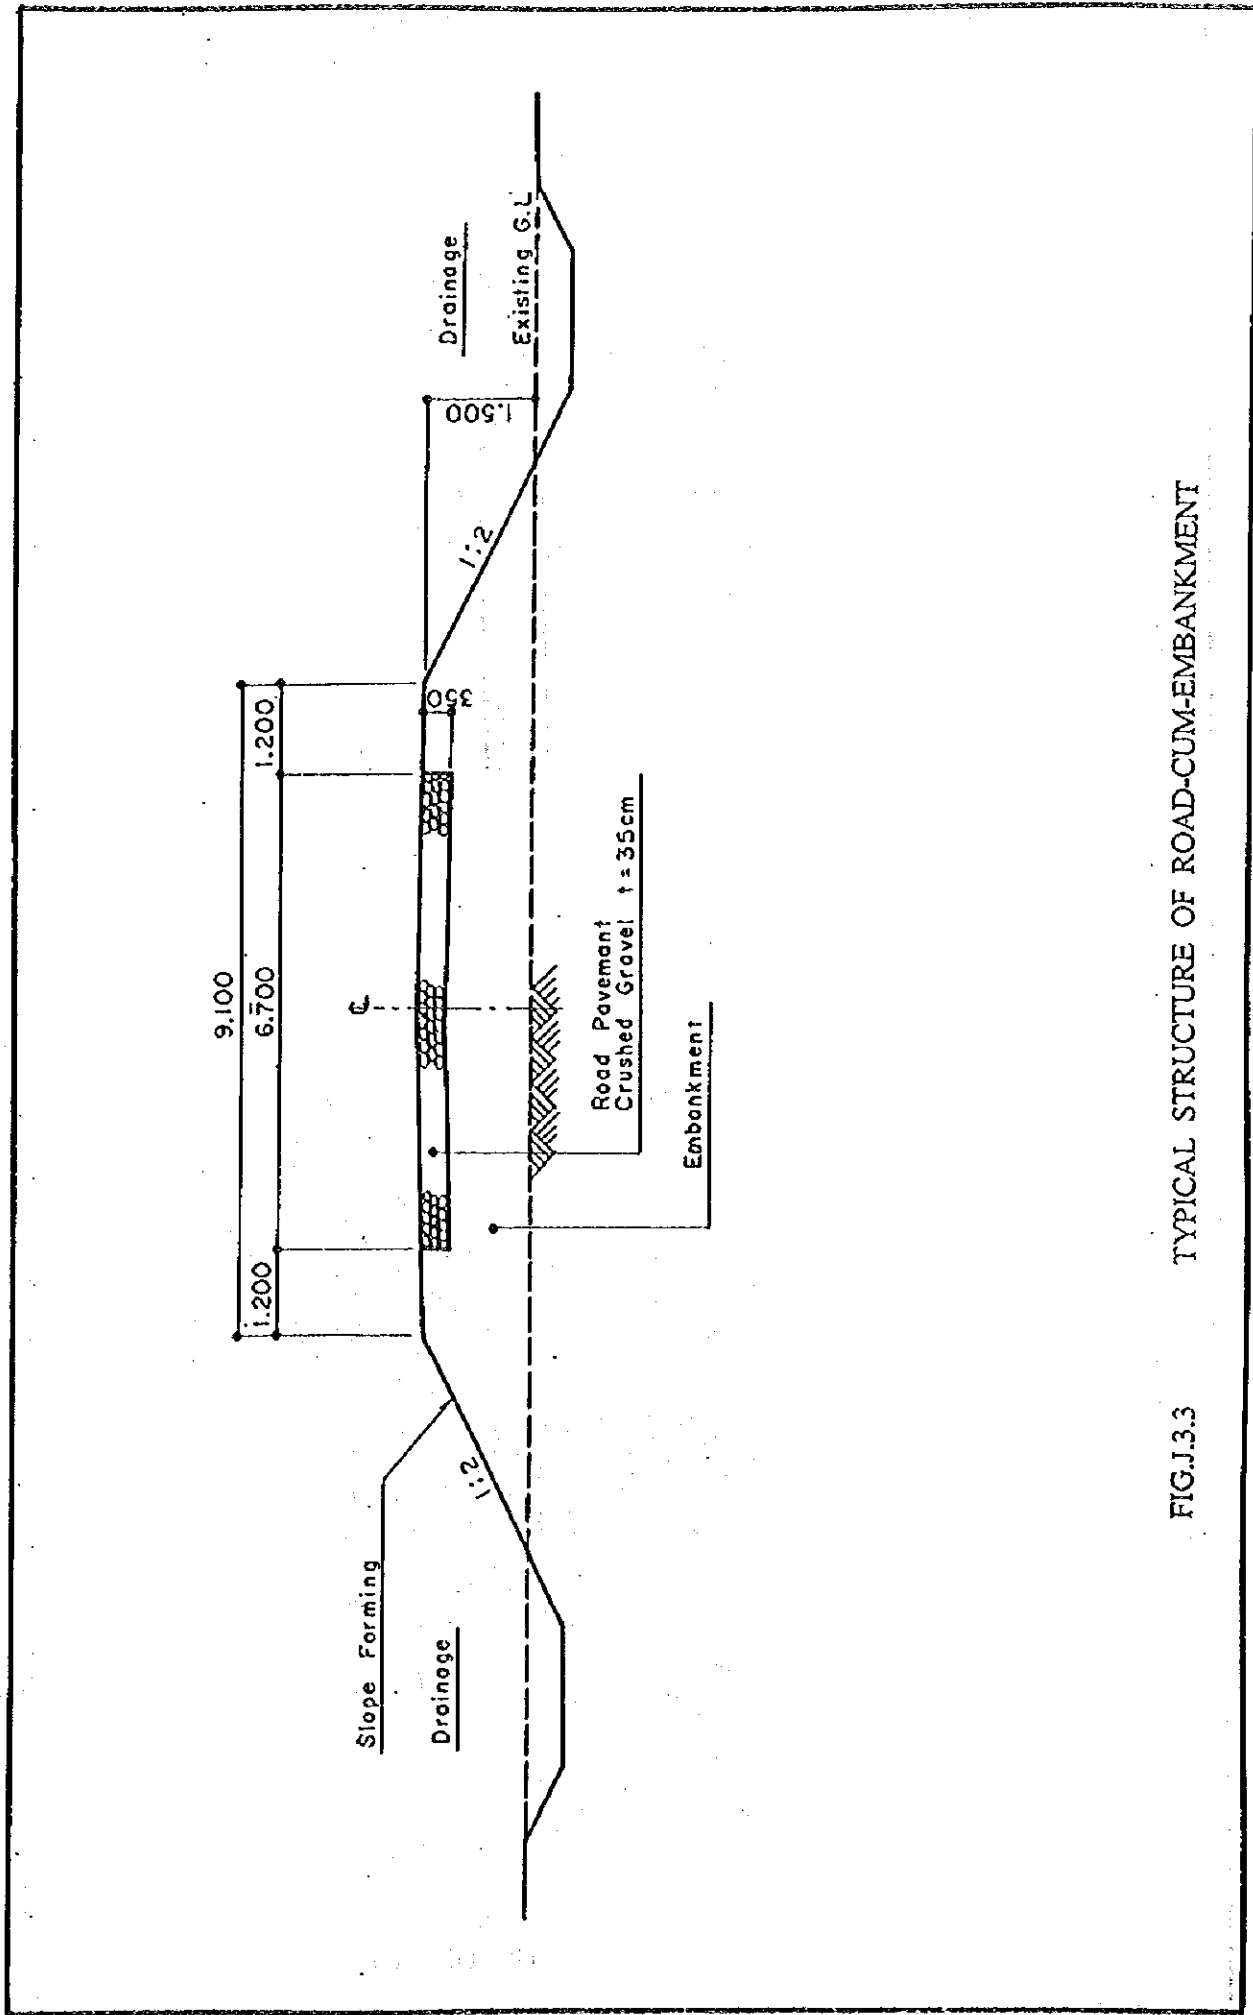 9.100
1.200
6.700
1.200
℄
350
1.500
1:2
1:2
Slope Forming
Drainage
Drainage
Existing G.L
Road Pavemant
Crushed Gravel t=35cm
Embankment
FIG.J.3.3 TYPICAL STRUCTURE OF ROAD-CUM-EMBANKMENT